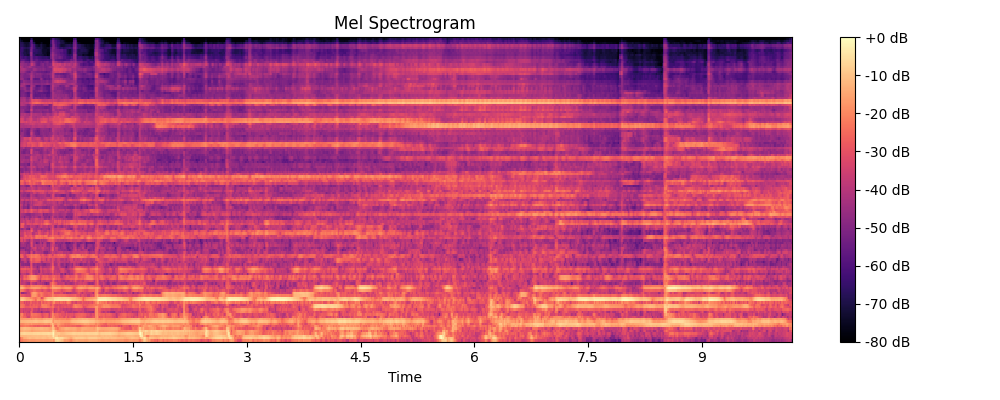 Mel Spectrogram
+0 dB
-10 dB
-20 dB
-30 dB
-40 dB
-50 dB
-60 dB
-70 dB
-80 dB
0 1.5 3 4.5 6 7.5 9
Time